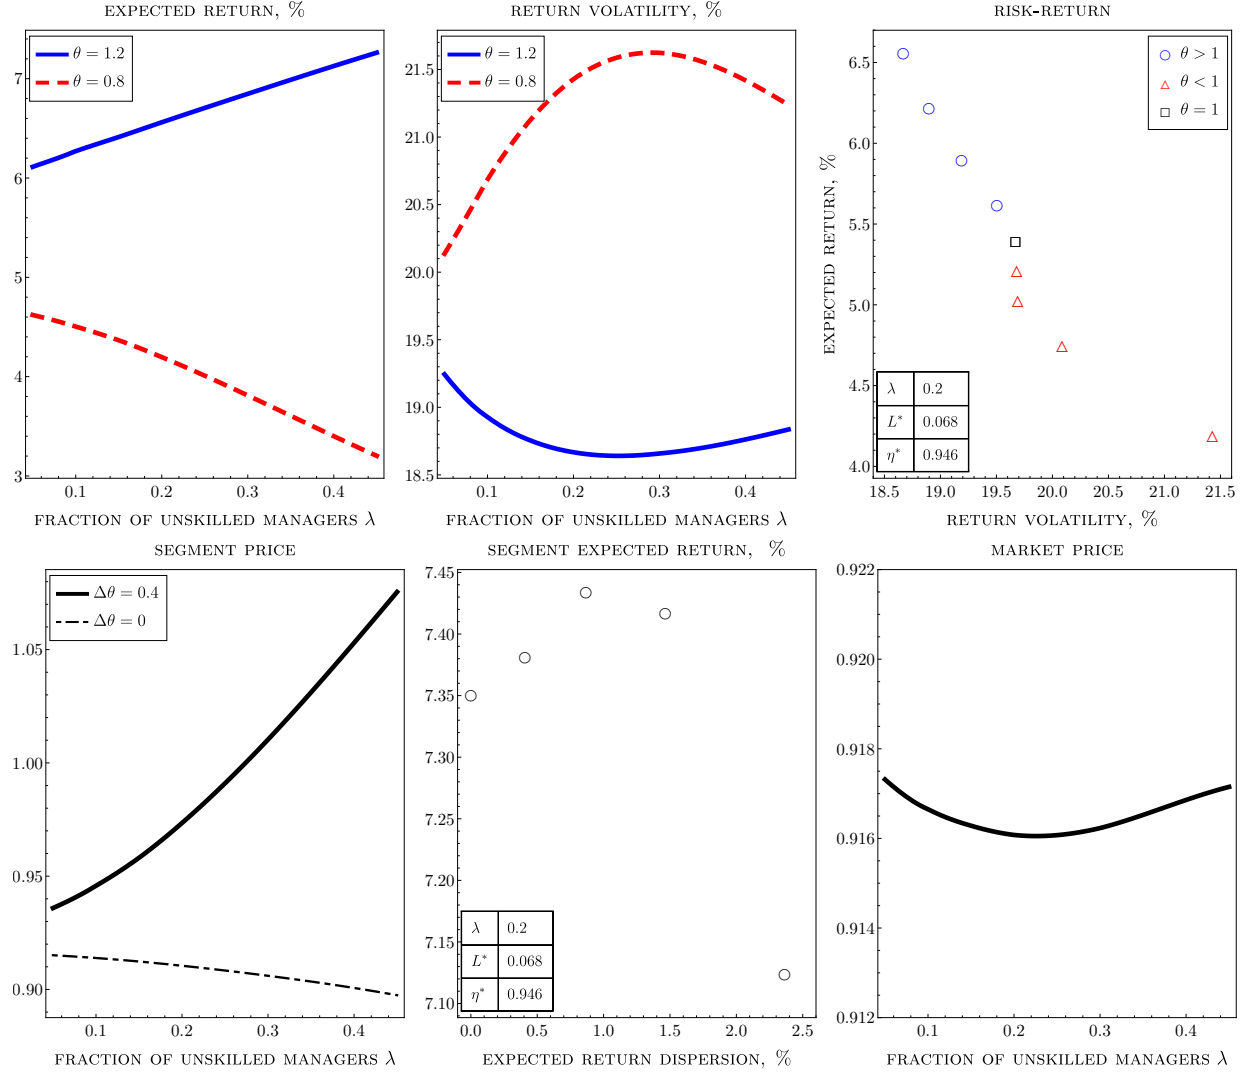 EXPECTED RETURN, %
θ = 1.2
θ = 0.8
7
6
5
4
3
0.1 0.2 0.3 0.4
FRACTION OF UNSKILLED MANAGERS λ
RETURN VOLATILITY, %
θ = 1.2
θ = 0.8
21.5
21.0
20.5
20.0
19.5
19.0
18.5
0.1 0.2 0.3 0.4
FRACTION OF UNSKILLED MANAGERS λ
RISK-RETURN
θ > 1
θ < 1
θ = 1
EXPECTED RETURN, %
6.5
6.0
5.5
5.0
4.5
4.0
λ 0.2
L* 0.068
η* 0.946
18.5 19.0 19.5 20.0 20.5 21.0 21.5
RETURN VOLATILITY, %
SEGMENT PRICE
Δθ = 0.4
Δθ = 0
1.05
1.00
0.95
0.90
0.1 0.2 0.3 0.4
FRACTION OF UNSKILLED MANAGERS λ
SEGMENT EXPECTED RETURN, %
7.45
7.40
7.35
7.30
7.25
7.20
7.15
7.10
λ 0.2
L* 0.068
η* 0.946
0.0 0.5 1.0 1.5 2.0 2.5
EXPECTED RETURN DISPERSION, %
MARKET PRICE
0.922
0.920
0.918
0.916
0.914
0.912
0.1 0.2 0.3 0.4
FRACTION OF UNSKILLED MANAGERS λ